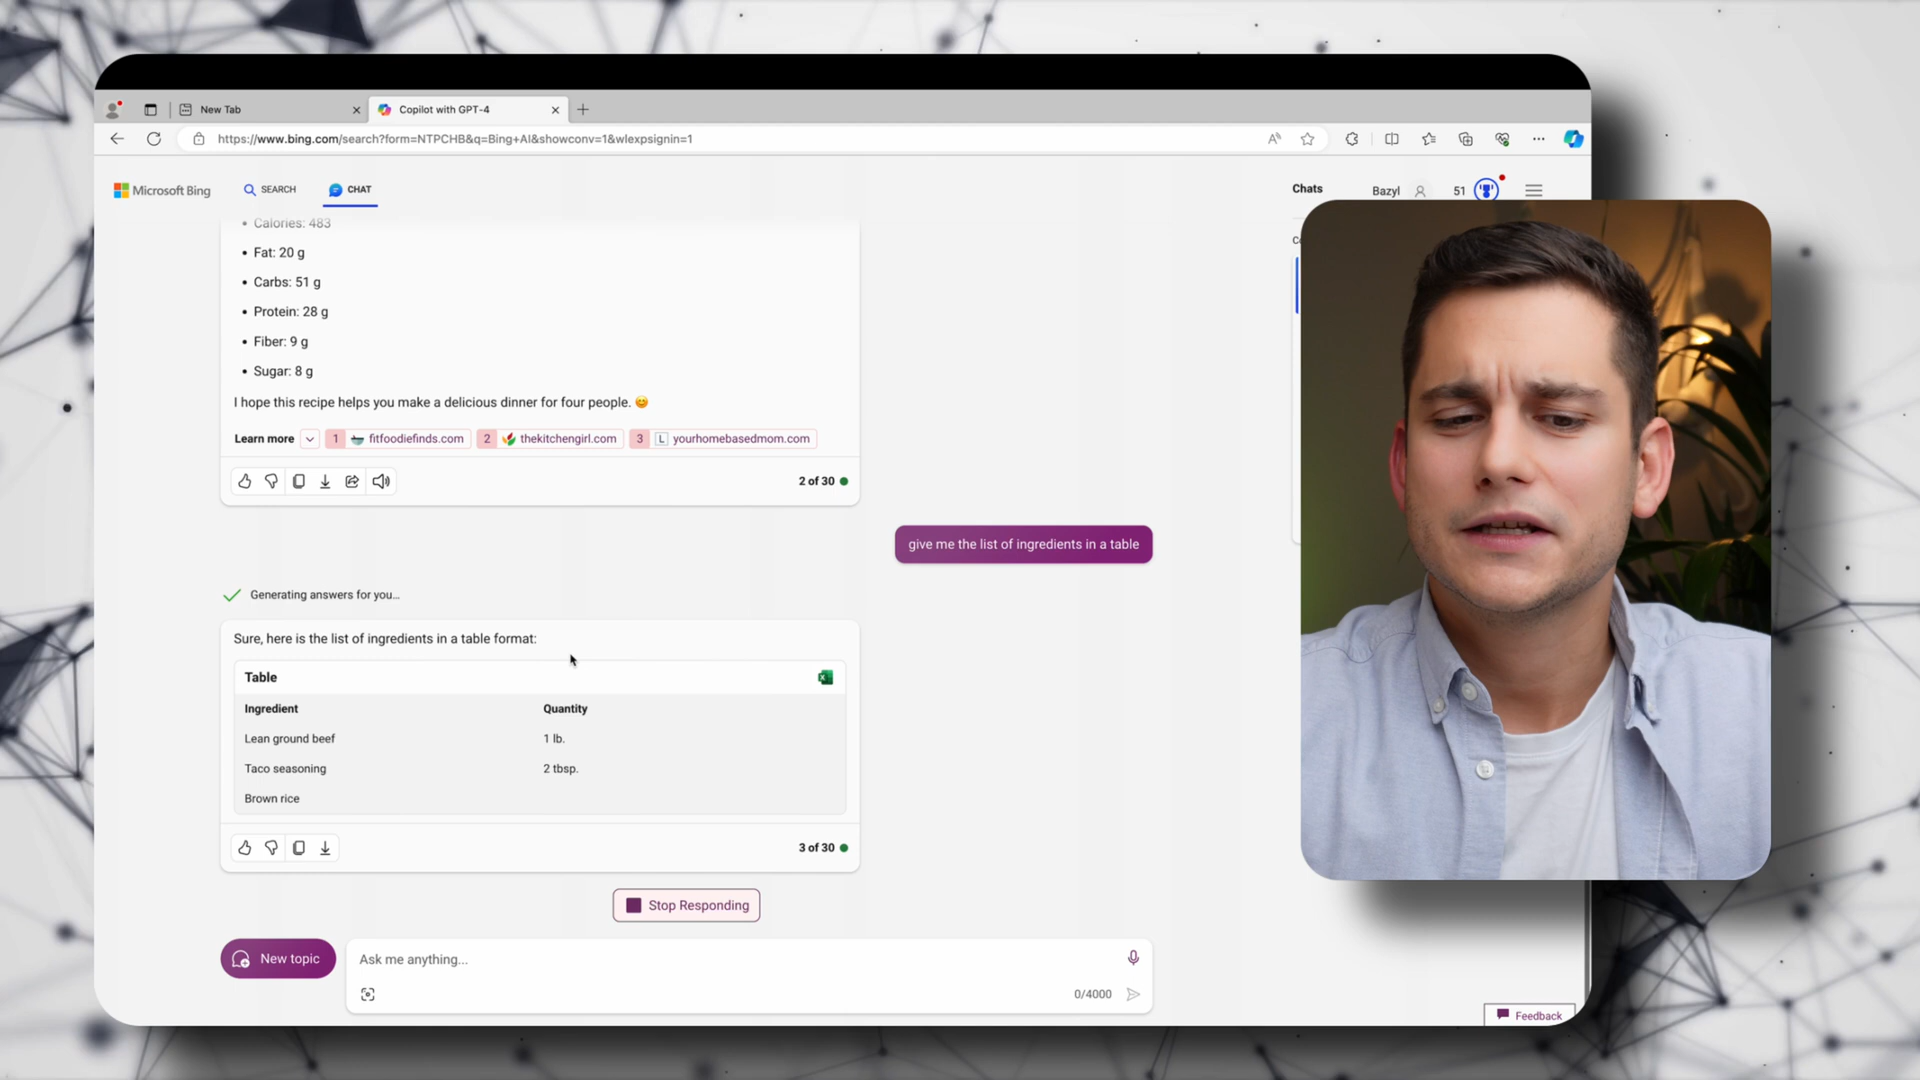 New Tab
Copilot with GPT-4
https://www.bing.com/search?form=NTPCHB&q=Bing+AI&showconv=1&wlexpsignin=1
Microsoft Bing
SEARCH
CHAT
Chats
Bazyl
51
• Calories: 483
• Fat: 20 g
• Carbs: 51 g
• Protein: 28 g
• Fiber: 9 g
• Sugar: 8 g
I hope this recipe helps you make a delicious dinner for four people. 😊
Learn more 1 fitfoodiefinds.com 2 thekitchengirl.com 3 L yourhomebasedmom.com
2 of 30
give me the list of ingredients in a table
Generating answers for you...
Sure, here is the list of ingredients in a table format:
Table
Ingredient Quantity
Lean ground beef 1 lb.
Taco seasoning 2 tbsp.
Brown rice
3 of 30
Stop Responding
New topic
Ask me anything...
0/4000
Feedback